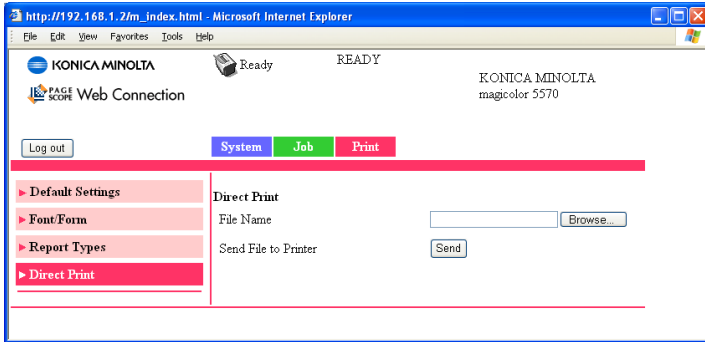 http://192.168.1.2/m_index.html - Microsoft Internet Explorer
File Edit View Favorites Tools Help
KONICA MINOLTA
Ready
READY
KONICA MINOLTA
magicolor 5570
PAGE SCOPE Web Connection
Log out
System Job Print
Default Settings
Font/Form
Report Types
Direct Print
Direct Print
File Name Browse...
Send File to Printer Send